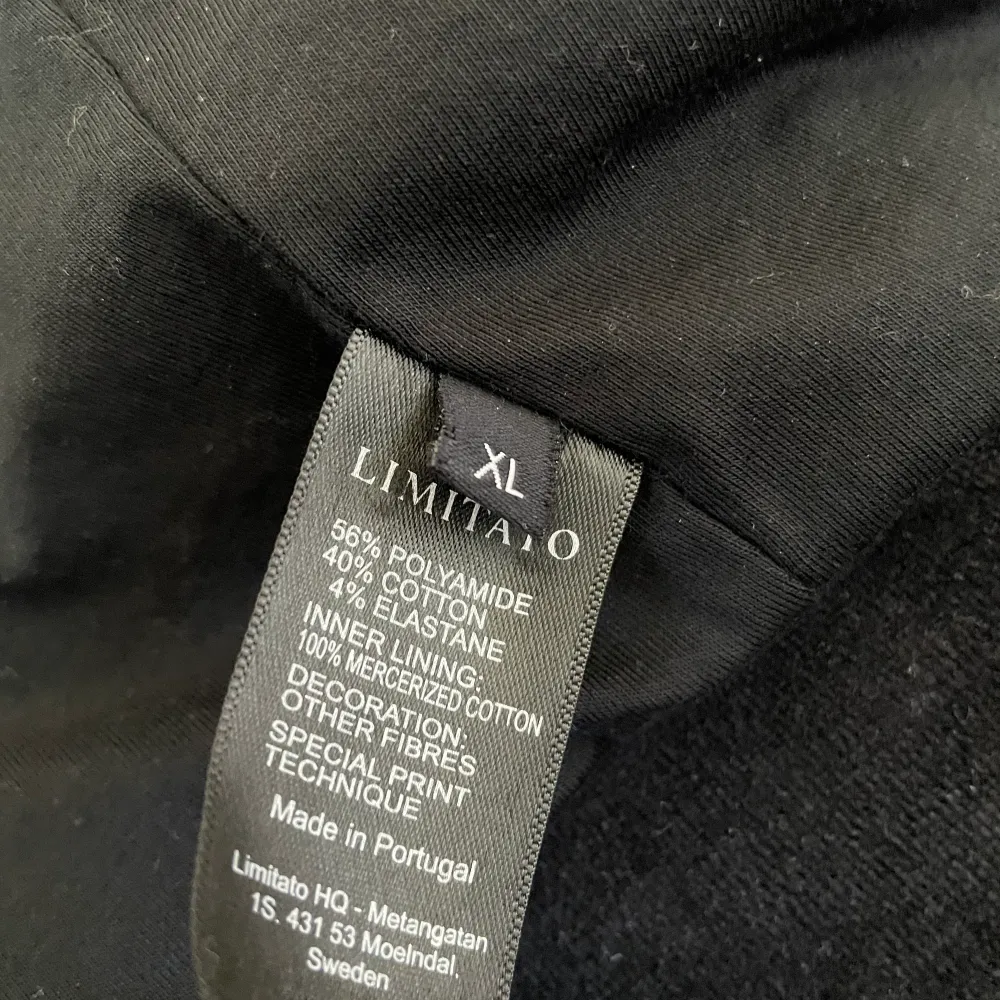 XL
LIMITATO
56% POLYAMIDE
40% COTTON
4% ELASTANE
INNER LINING:
100% MERCERIZED COTTON
DECORATION:
OTHER FIBRES
SPECIAL PRINT
TECHNIQUE
Made in Portugal
Limitato HQ - Metangatan
1S. 431 53 Moelndal,
Sweden